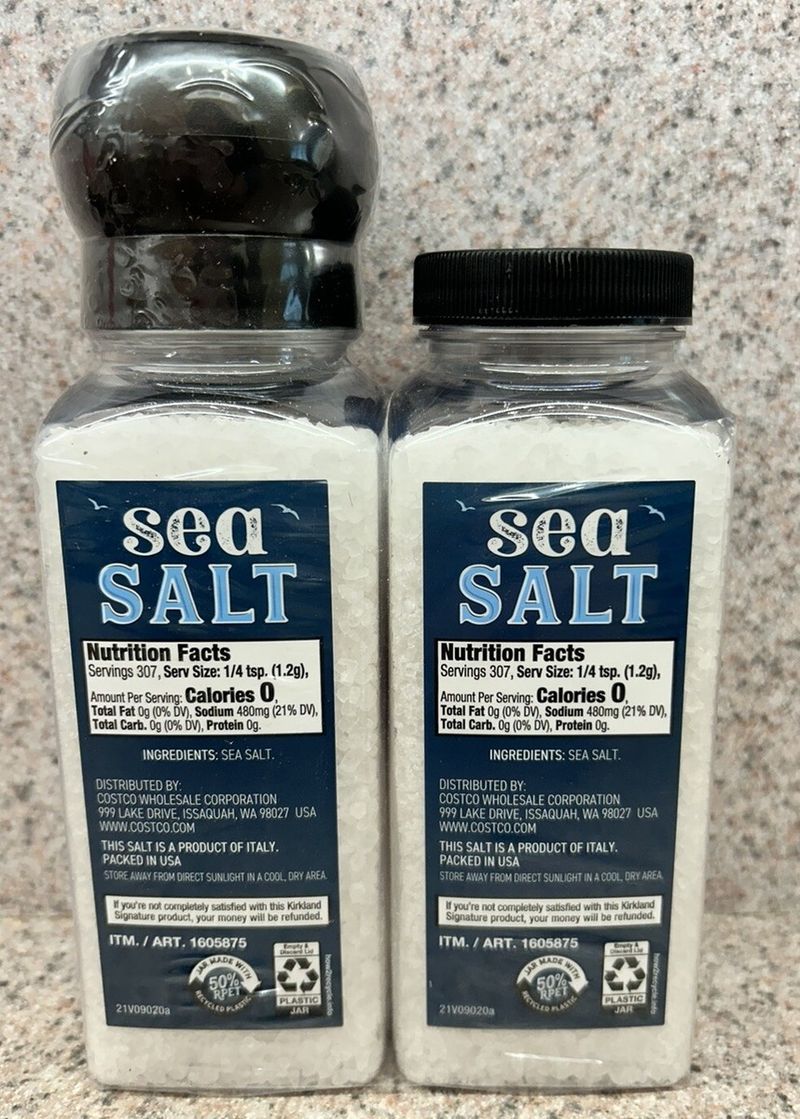 sea
SALT
Nutrition Facts
Servings 307, Serv Size: 1/4 tsp. (1.2g),
Amount Per Serving: Calories 0,
Total Fat 0g (0% DV), Sodium 480mg (21% DV),
Total Carb. 0g (0% DV), Protein 0g.
INGREDIENTS: SEA SALT.
DISTRIBUTED BY:
COSTCO WHOLESALE CORPORATION
999 LAKE DRIVE, ISSAQUAH, WA 98027 USA
WWW.COSTCO.COM
THIS SALT IS A PRODUCT OF ITALY.
PACKED IN USA
STORE AWAY FROM DIRECT SUNLIGHT IN A COOL, DRY AREA.
If you're not completely satisfied with this Kirkland
Signature product, your money will be refunded.
ITM. / ART. 1605875
JAR MADE WITH
50%
RPET
RECYCLED PLASTIC
Empty &
Discard Lid
PLASTIC
JAR
how2recycle.info
21V09020a
sea
SALT
Nutrition Facts
Servings 307, Serv Size: 1/4 tsp. (1.2g),
Amount Per Serving: Calories 0,
Total Fat 0g (0% DV), Sodium 480mg (21% DV),
Total Carb. 0g (0% DV), Protein 0g.
INGREDIENTS: SEA SALT.
DISTRIBUTED BY:
COSTCO WHOLESALE CORPORATION
999 LAKE DRIVE, ISSAQUAH, WA 98027 USA
WWW.COSTCO.COM
THIS SALT IS A PRODUCT OF ITALY.
PACKED IN USA
STORE AWAY FROM DIRECT SUNLIGHT IN A COOL, DRY AREA.
If you're not completely satisfied with this Kirkland
Signature product, your money will be refunded.
ITM. / ART. 1605875
JAR MADE WITH
50%
RPET
RECYCLED PLASTIC
Empty &
Discard Lid
PLASTIC
JAR
how2recycle.info
21V09020a